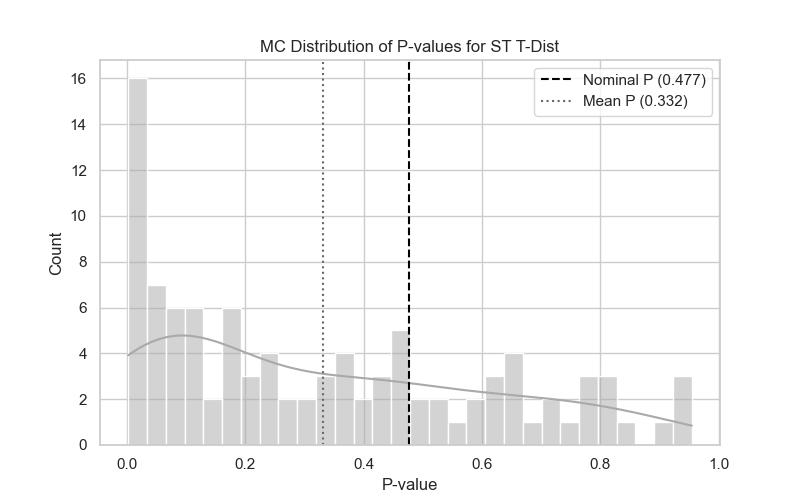 MC Distribution of P-values for ST T-Dist
Nominal P (0.477)
Mean P (0.332)
Count
16
14
12
10
8
6
4
2
0
0.0 0.2 0.4 0.6 0.8 1.0
P-value